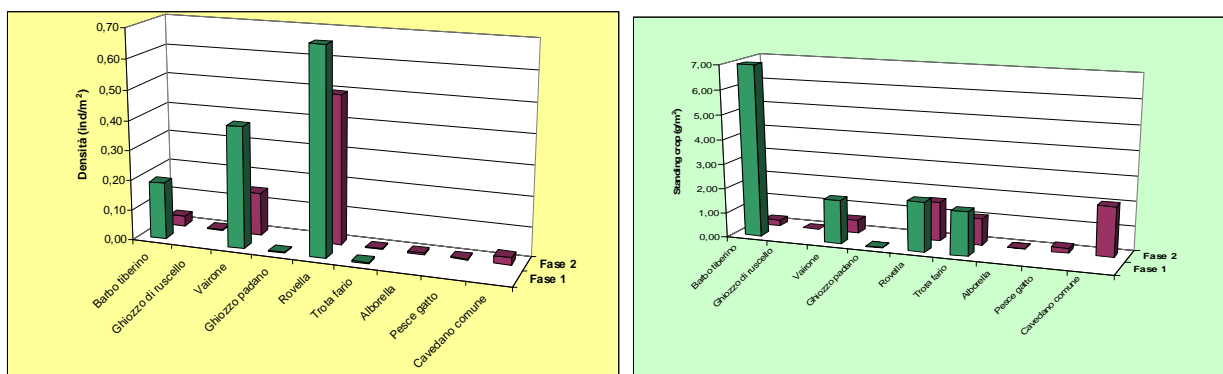 0,70
0,60
0,50
0,40
0,30
0,20
0,10
0,00
Densità (ind/m²)
Barbo tiberino
Ghiozzo di ruscello
Vairone
Ghiozzo padano
Rovella
Trota fario
Alborella
Pesce gatto
Cavedano comune
Fase 2
Fase 1
7,00
6,00
5,00
4,00
3,00
2,00
1,00
0,00
Standing crop (g/m²)
Barbo tiberino
Ghiozzo di ruscello
Vairone
Ghiozzo padano
Rovella
Trota fario
Alborella
Pesce gatto
Cavedano comune
Fase 2
Fase 1